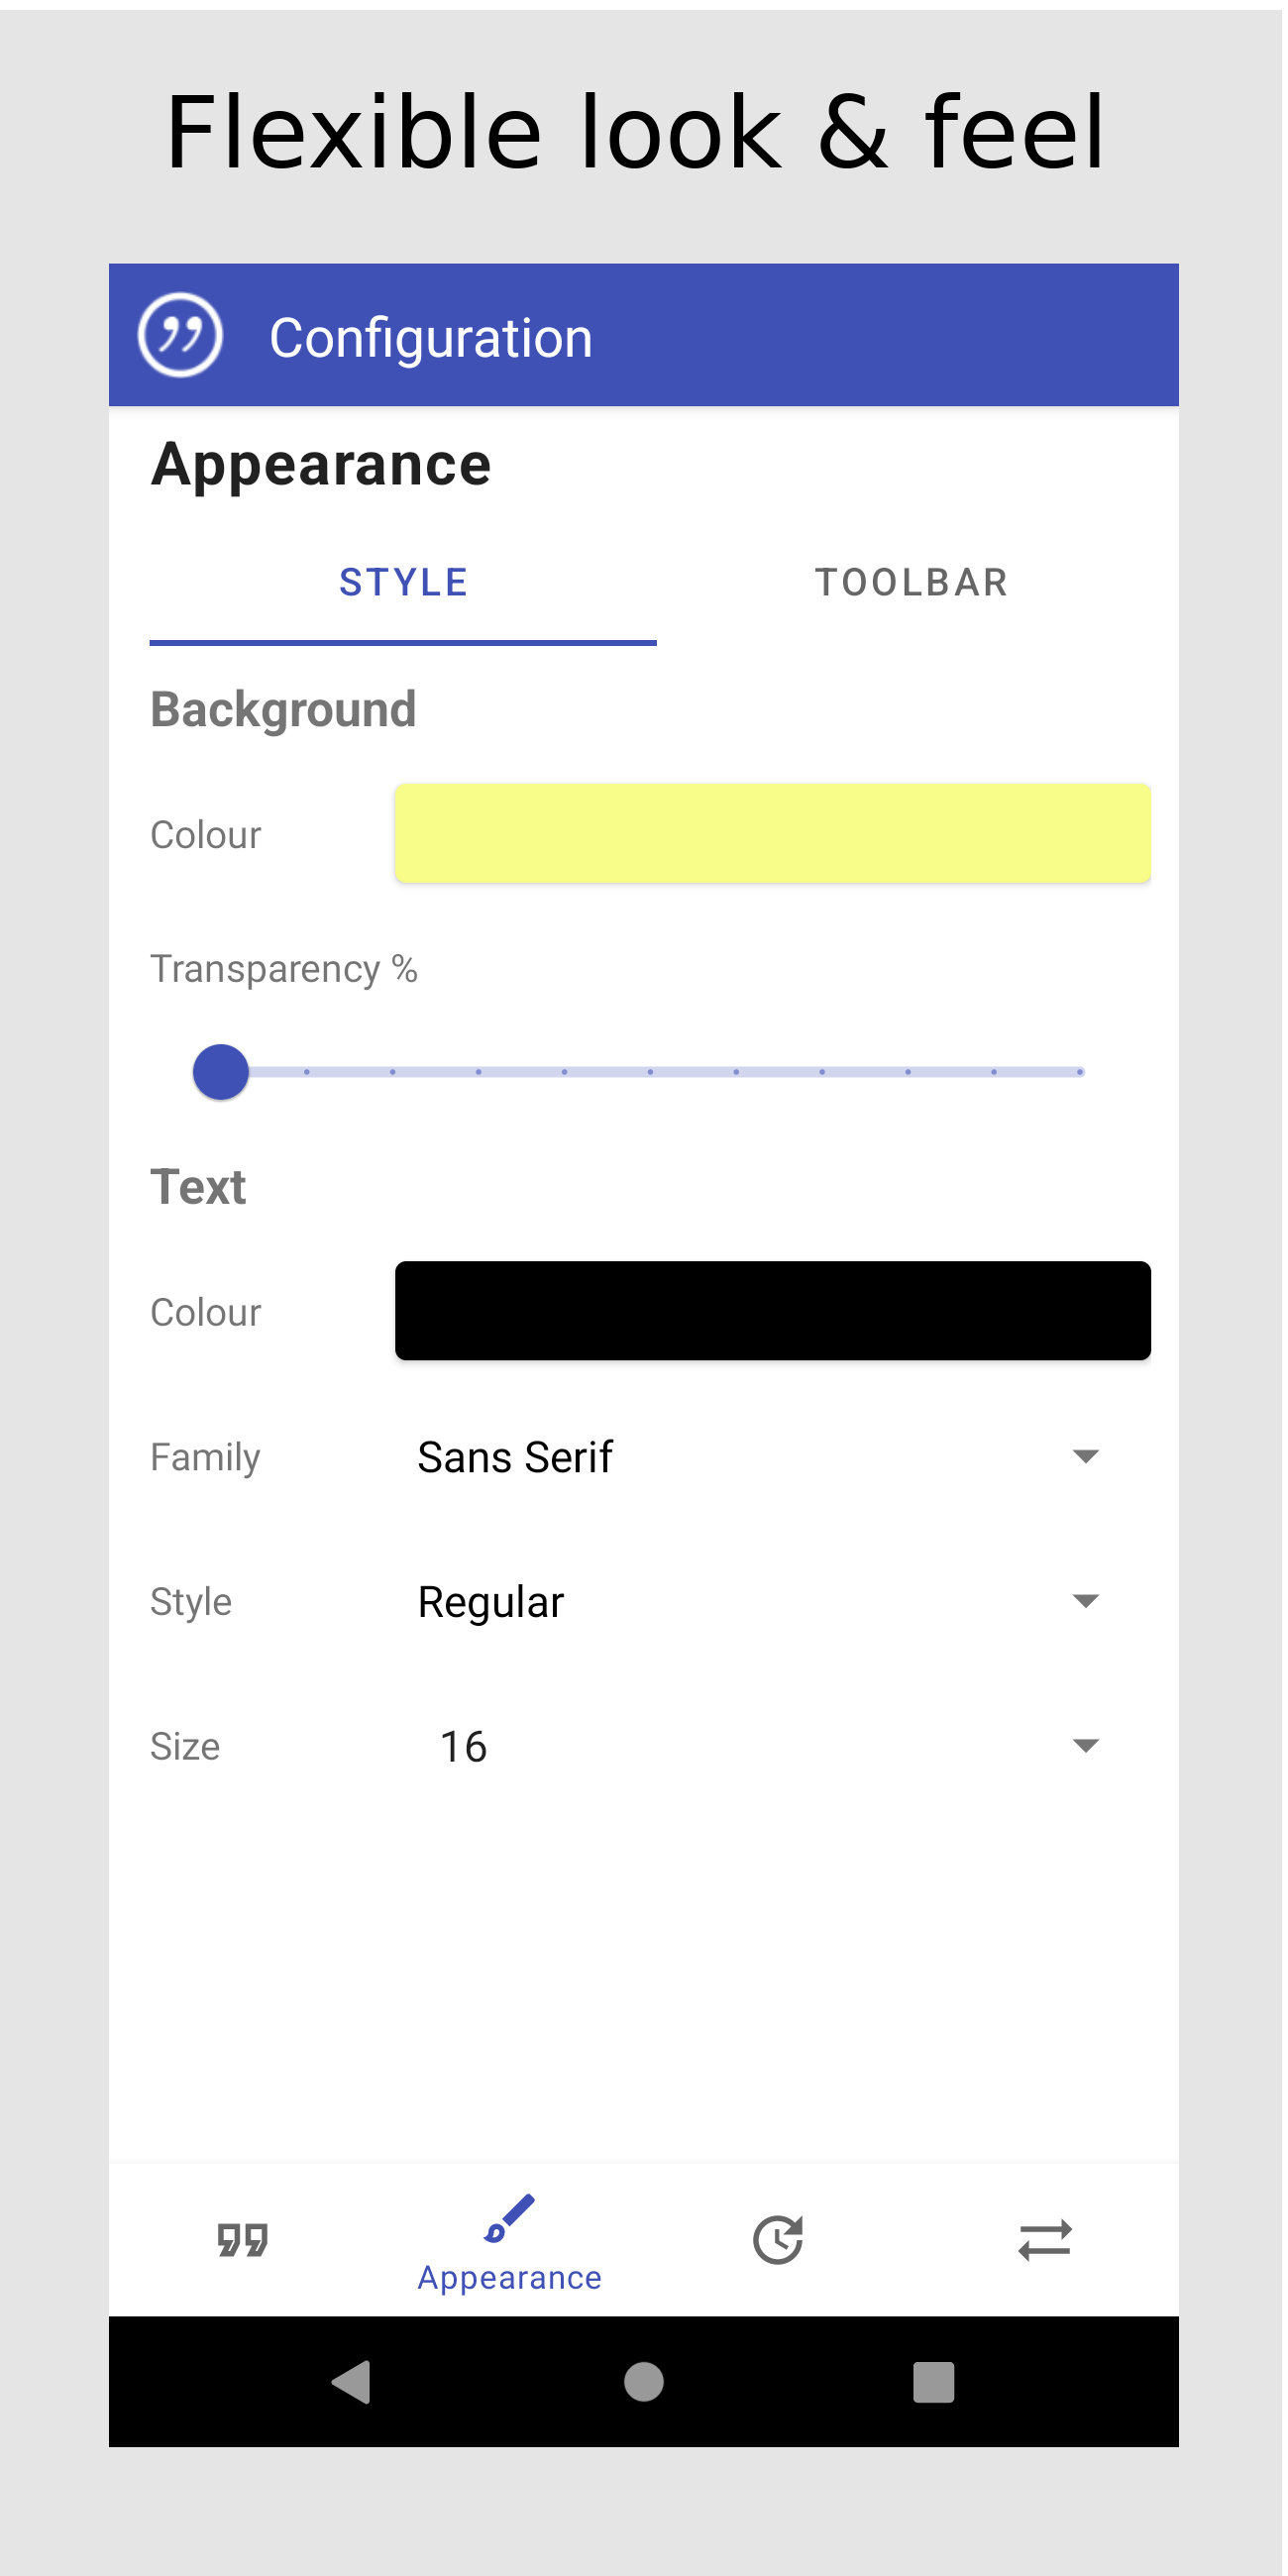 Flexible look & feel
Configuration
Appearance
STYLE TOOLBAR
Background
Colour
Transparency %
Text
Colour
Family Sans Serif
Style Regular
Size 16
Appearance